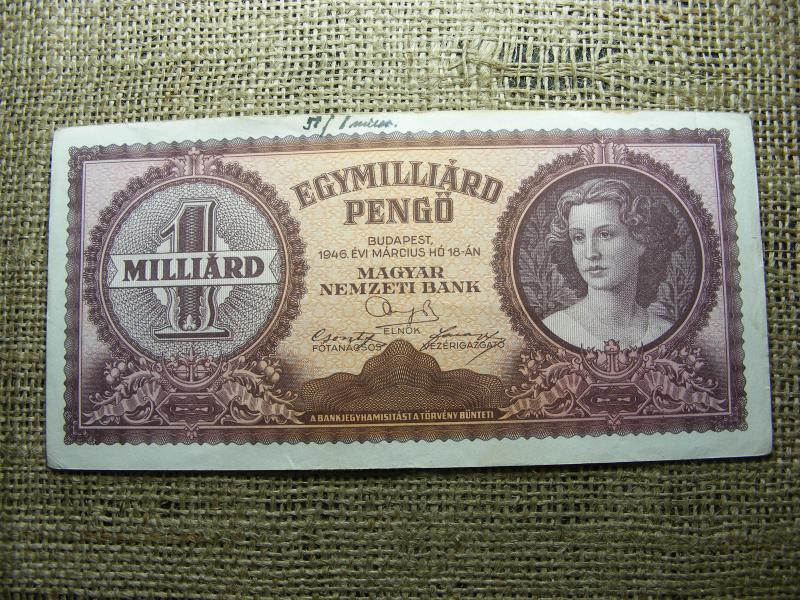 EGYMILLIÁRD
PENGŐ
BUDAPEST,
1946. ÉVI MÁRCIUS HÓ 18-ÁN
MAGYAR
NEMZETI BANK
ELNÖK
FŐTANÁCSOS VEZÉRIGAZGATÓ
A BANKJEGYHAMISÍTÁST A TÖRVÉNY BÜNTETI
1
MILLIÁRD